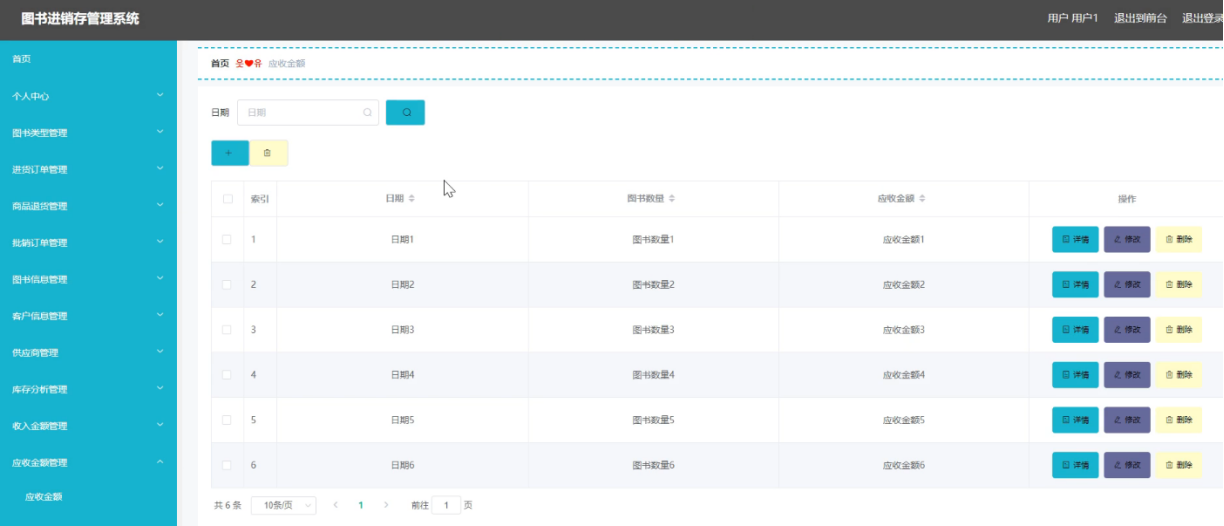 图书进销存管理系统
用户 用户1 退出到前台 退出登录
首页
个人中心
图书类型管理
进货订单管理
商品退货管理
批销订单管理
图书信息管理
客户信息管理
供应商管理
库存分析管理
收入金额管理
应收金额管理
应收金额
首页 웃❤유 应收金额
日期 日期
+
索引 日期 图书数量 应收金额 操作
1 日期1 图书数量1 应收金额1 详情 修改 删除
2 日期2 图书数量2 应收金额2 详情 修改 删除
3 日期3 图书数量3 应收金额3 详情 修改 删除
4 日期4 图书数量4 应收金额4 详情 修改 删除
5 日期5 图书数量5 应收金额5 详情 修改 删除
6 日期6 图书数量6 应收金额6 详情 修改 删除
共 6 条 10条/页 < 1 > 前往 1 页